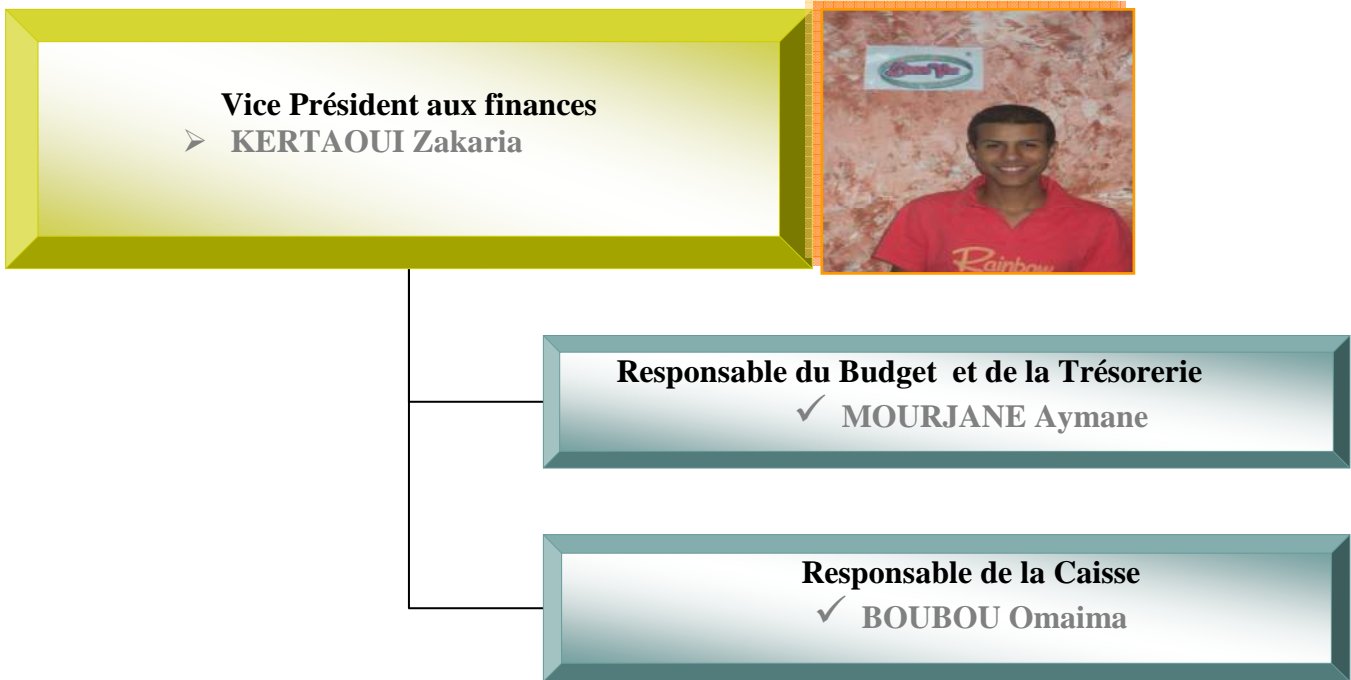 Vice Président aux finances
➢ KERTAOUI Zakaria
Rainbow
Responsable du Budget et de la Trésorerie
✓ MOURJANE Aymane
Responsable de la Caisse
✓ BOUBOU Omaima